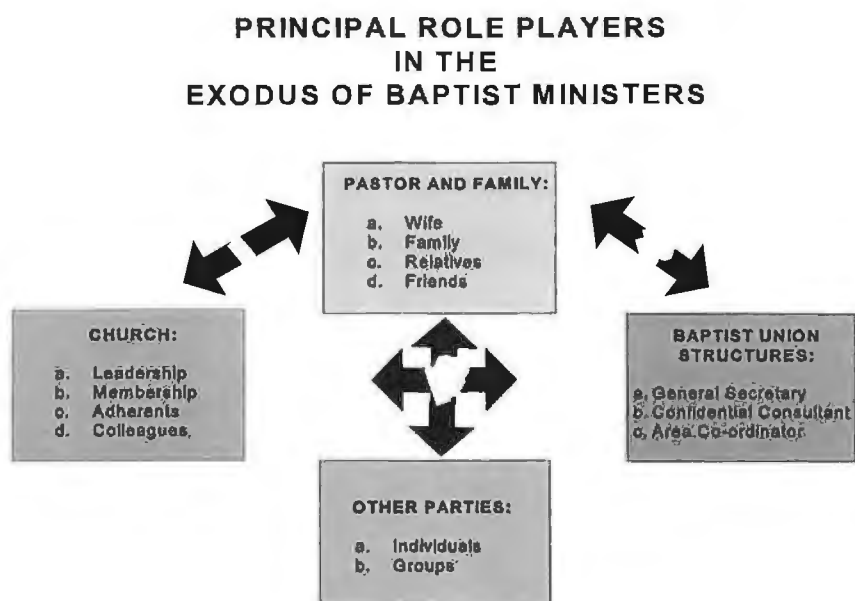 PRINCIPAL ROLE PLAYERS
IN THE
EXODUS OF BAPTIST MINISTERS
PASTOR AND FAMILY:
a. Wife
b. Family
c. Relatives
d. Friends
CHURCH:
a. Leadership
b. Membership
c. Adherents
d. Colleagues
BAPTIST UNION
STRUCTURES:
a. General Secretary
b. Confidential Consultant
c. Area Co-ordinator
OTHER PARTIES:
a. Individuals
b. Groups